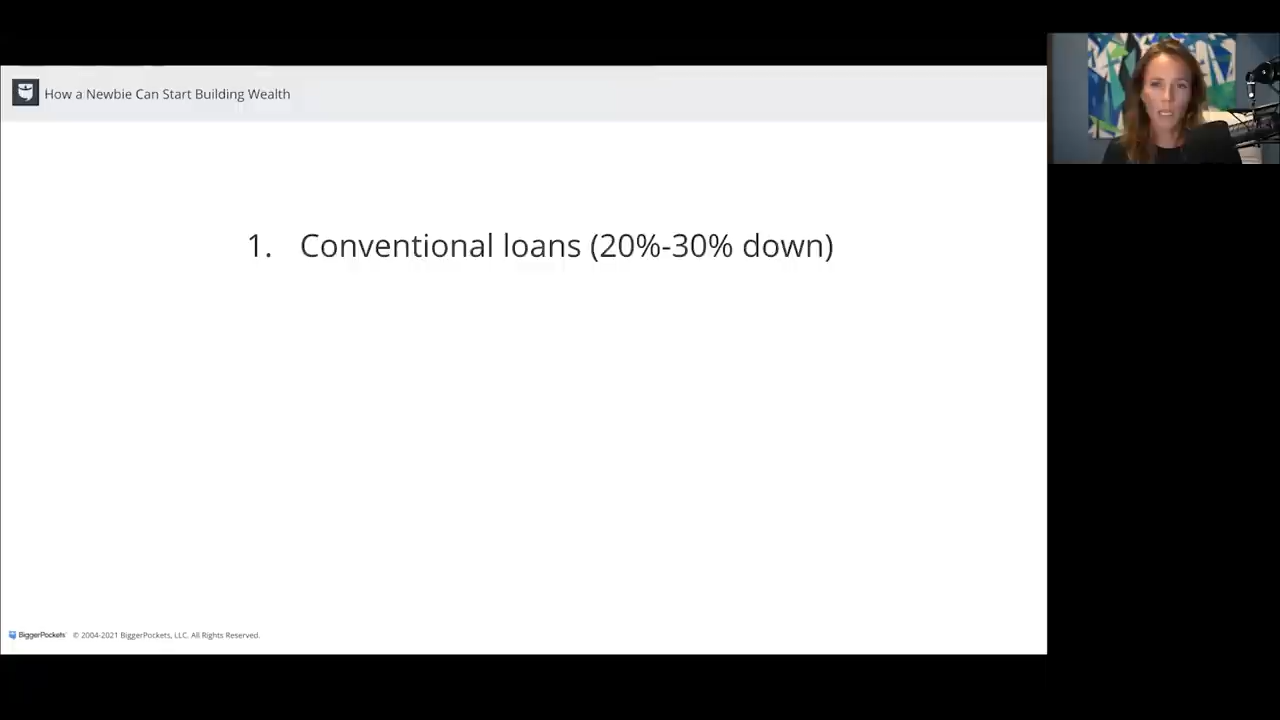 How a Newbie Can Start Building Wealth
1. Conventional loans (20%-30% down)
BiggerPockets © 2004-2021 BiggerPockets, LLC. All Rights Reserved.